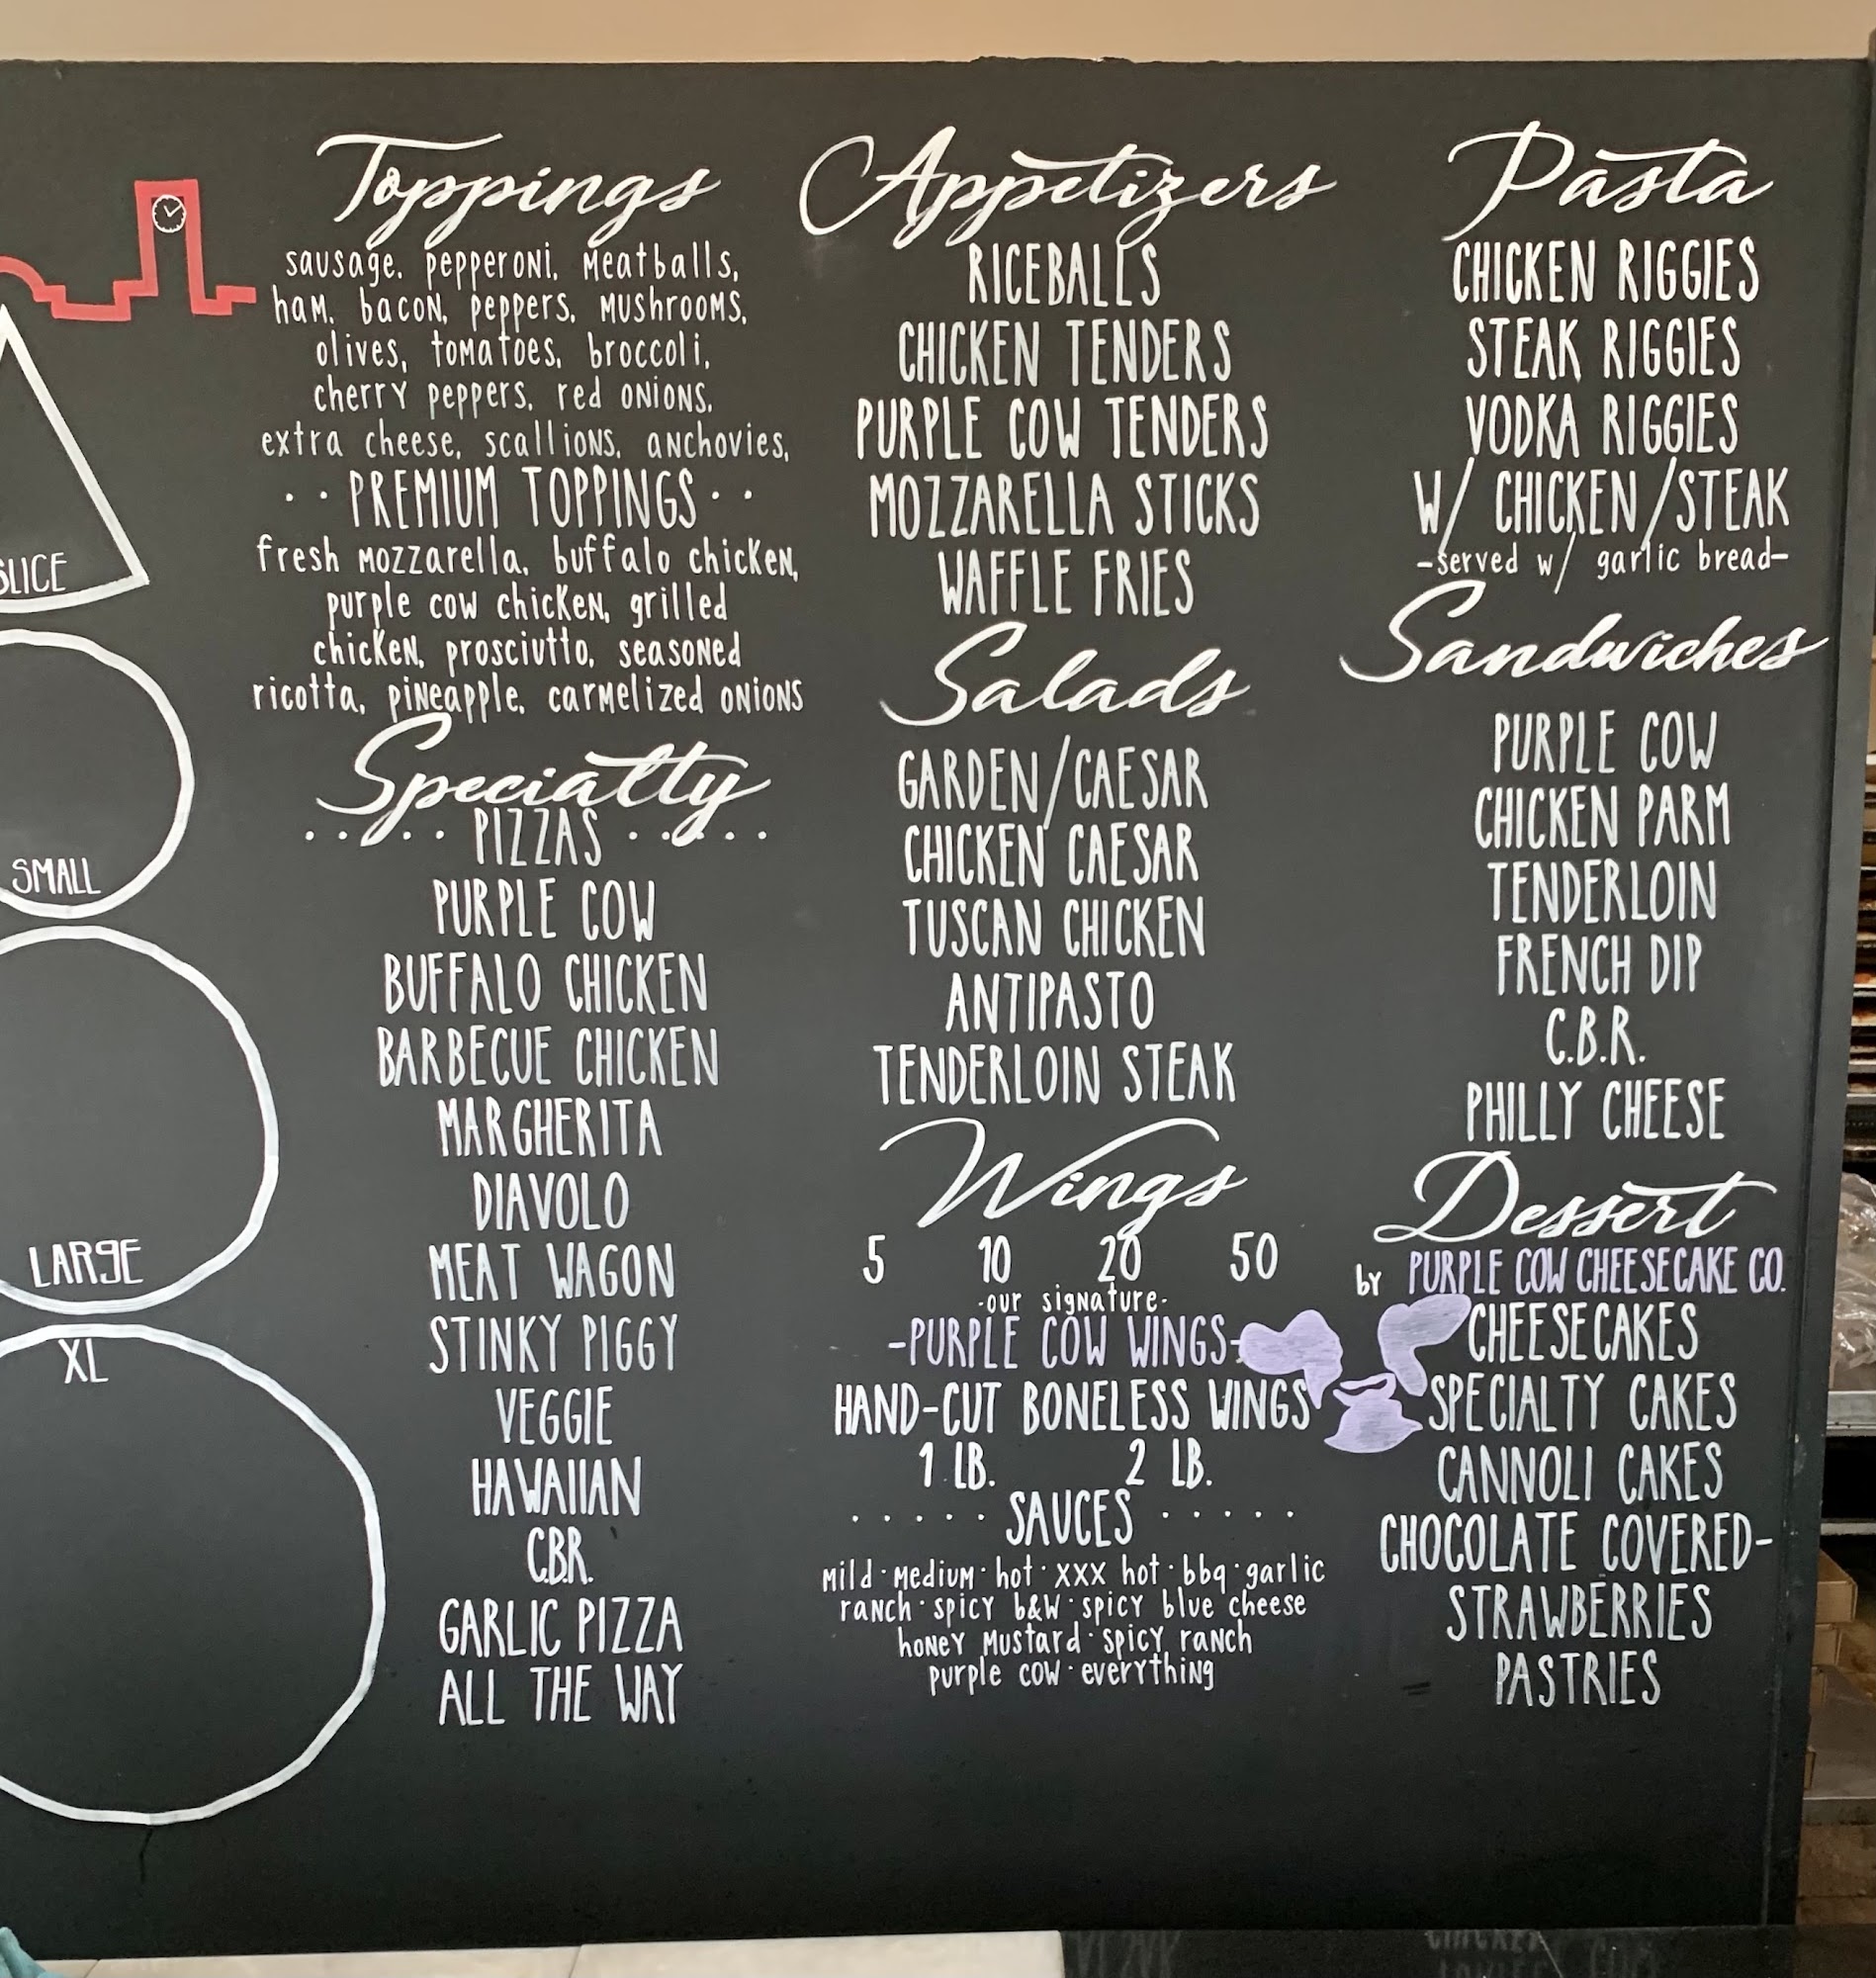 SLICE
SMALL
LARGE
XL
Toppings
sausage. pepperoni. meatballs,
ham. bacon, peppers. mushrooms.
olives, tomatoes. broccoli.
cherry peppers. red onions.
extra cheese, scallions. anchovies,
. . PREMIUM TOPPINGS . .
fresh mozzarella. buffalo chicken,
purple cow chicken, grilled
chicken, prosciutto. seasoned
ricotta, pineapple. carmelized onions
Specialty
PIZZAS
PURPLE COW
BUFFALO CHICKEN
BARBECUE CHICKEN
MARGHERITA
DIAVOLO
MEAT WAGON
STINKY PIGGY
VEGGIE
HAWAIIAN
C.B.R.
GARLIC PIZZA
ALL THE WAY
Appetizers
RICEBALLS
CHICKEN TENDERS
PURPLE COW TENDERS
MOZZARELLA STICKS
WAFFLE FRIES
Salads
GARDEN/CAESAR
CHICKEN CAESAR
TUSCAN CHICKEN
ANTIPASTO
TENDERLOIN STEAK
Wings
5 10 20 50
-our signature-
-PURPLE COW WINGS-
HAND-CUT BONELESS WINGS
1 LB. 2 LB.
. . . . . SAUCES . . . . .
mild · medium · hot · xxx hot · bbq · garlic
ranch · spicy b&w · spicy blue cheese
honey mustard · spicy ranch
purple cow · everything
Pasta
CHICKEN RIGGIES
STEAK RIGGIES
VODKA RIGGIES
W/ CHICKEN/STEAK
-served w/ garlic bread-
Sandwiches
PURPLE COW
CHICKEN PARM
TENDERLOIN
FRENCH DIP
C.B.R.
PHILLY CHEESE
Dessert
by PURPLE COW CHEESECAKE CO.
CHEESECAKES
SPECIALTY CAKES
CANNOLI CAKES
CHOCOLATE COVERED-
STRAWBERRIES
PASTRIES